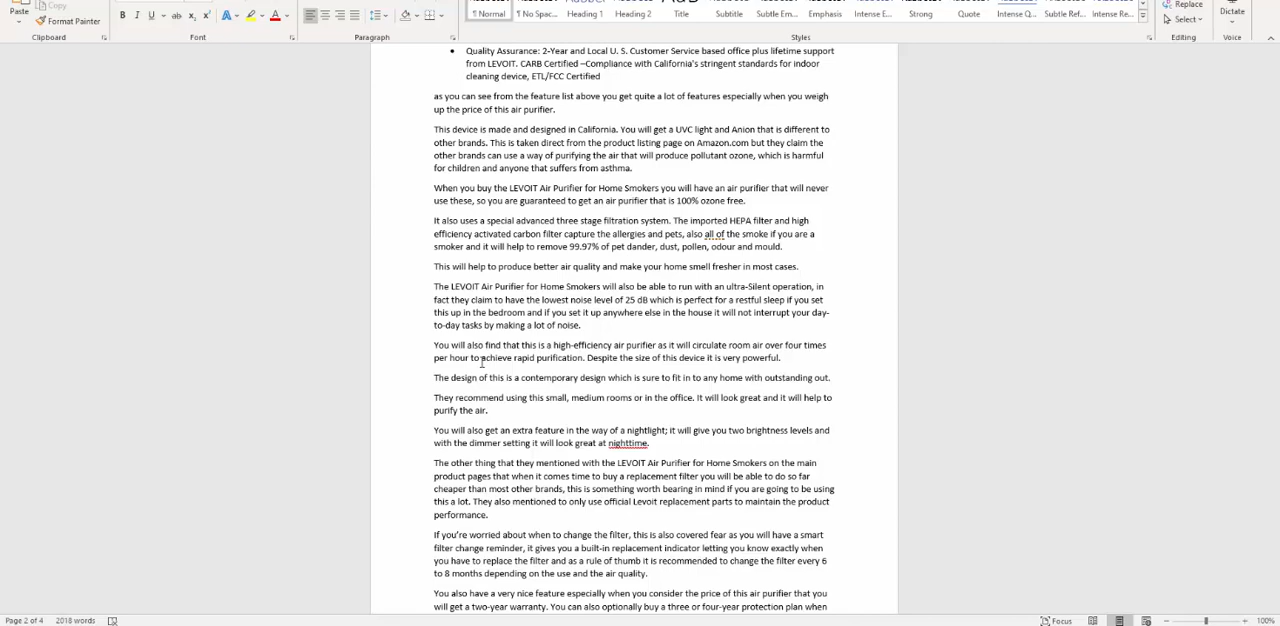 Copy
Paste
Format Painter
Clipboard
B I U ab x₂ x² A A
Font
Paragraph
¶ Normal ¶ No Spac... Heading 1 Heading 2 Title Subtitle Subtle Em... Emphasis Intense E... Strong Quote Intense Q... Subtle Ref... Intense Re...
Styles
Replace
Select
Editing
Dictate
Voice
• Quality Assurance: 2-Year and Local U. S. Customer Service based office plus lifetime support
from LEVOIT. CARB Certified –Compliance with California's stringent standards for indoor
cleaning device, ETL/FCC Certified
as you can see from the feature list above you get quite a lot of features especially when you weigh
up the price of this air purifier.
This device is made and designed in California. You will get a UVC light and Anion that is different to
other brands. This is taken direct from the product listing page on Amazon.com but they claim the
other brands can use a way of purifying the air that will produce pollutant ozone, which is harmful
for children and anyone that suffers from asthma.
When you buy the LEVOIT Air Purifier for Home Smokers you will have an air purifier that will never
use these, so you are guaranteed to get an air purifier that is 100% ozone free.
It also uses a special advanced three stage filtration system. The imported HEPA filter and high
efficiency activated carbon filter capture the allergies and pets, also all of the smoke if you are a
smoker and it will help to remove 99.97% of pet dander, dust, pollen, odour and mould.
This will help to produce better air quality and make your home smell fresher in most cases.
The LEVOIT Air Purifier for Home Smokers will also be able to run with an ultra-Silent operation, in
fact they claim to have the lowest noise level of 25 dB which is perfect for a restful sleep if you set
this up in the bedroom and if you set it up anywhere else in the house it will not interrupt your day-
to-day tasks by making a lot of noise.
You will also find that this is a high-efficiency air purifier as it will circulate room air over four times
per hour to achieve rapid purification. Despite the size of this device it is very powerful.
The design of this is a contemporary design which is sure to fit in to any home with outstanding out.
They recommend using this small, medium rooms or in the office. It will look great and it will help to
purify the air.
You will also get an extra feature in the way of a nightlight; it will give you two brightness levels and
with the dimmer setting it will look great at nighttime.
The other thing that they mentioned with the LEVOIT Air Purifier for Home Smokers on the main
product pages that when it comes time to buy a replacement filter you will be able to do so far
cheaper than most other brands, this is something worth bearing in mind if you are going to be using
this a lot. They also mentioned to only use official Levoit replacement parts to maintain the product
performance.
If you're worried about when to change the filter, this is also covered fear as you will have a smart
filter change reminder, it gives you a built-in replacement indicator letting you know exactly when
you have to replace the filter and as a rule of thumb it is recommended to change the filter every 6
to 8 months depending on the use and the air quality.
You also have a very nice feature especially when you consider the price of this air purifier that you
will get a two-year warranty. You can also optionally buy a three or four-year protection plan when
Page 2 of 4 2018 words
Focus
100%